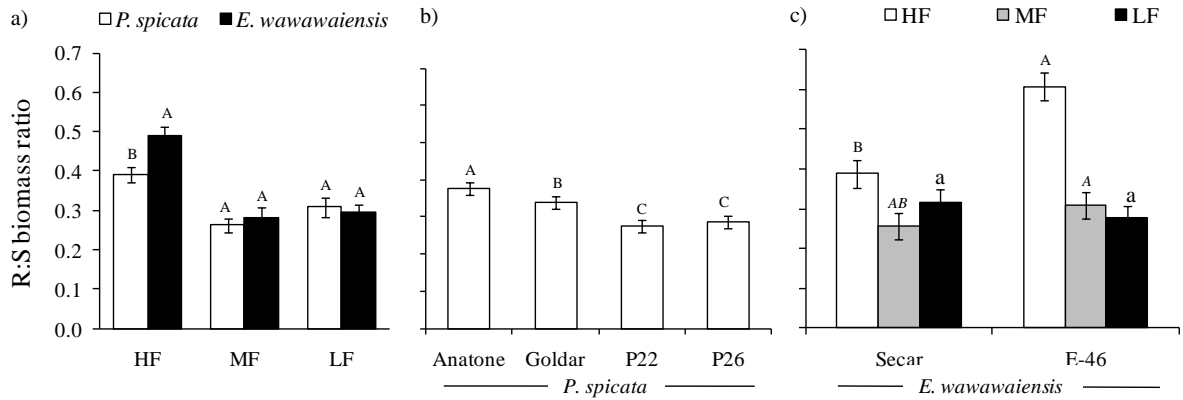 a) P. spicata E. wawawaiensis
R:S biomass ratio
0.7
0.6
0.5
0.4
0.3
0.2
0.1
0.0
B A A A A A
HF MF LF
b)
A B C C
Anatone Goldar P22 P26
P. spicata
c) HF MF LF
B AB a A A a
Secar E-46
E. wawawaiensis